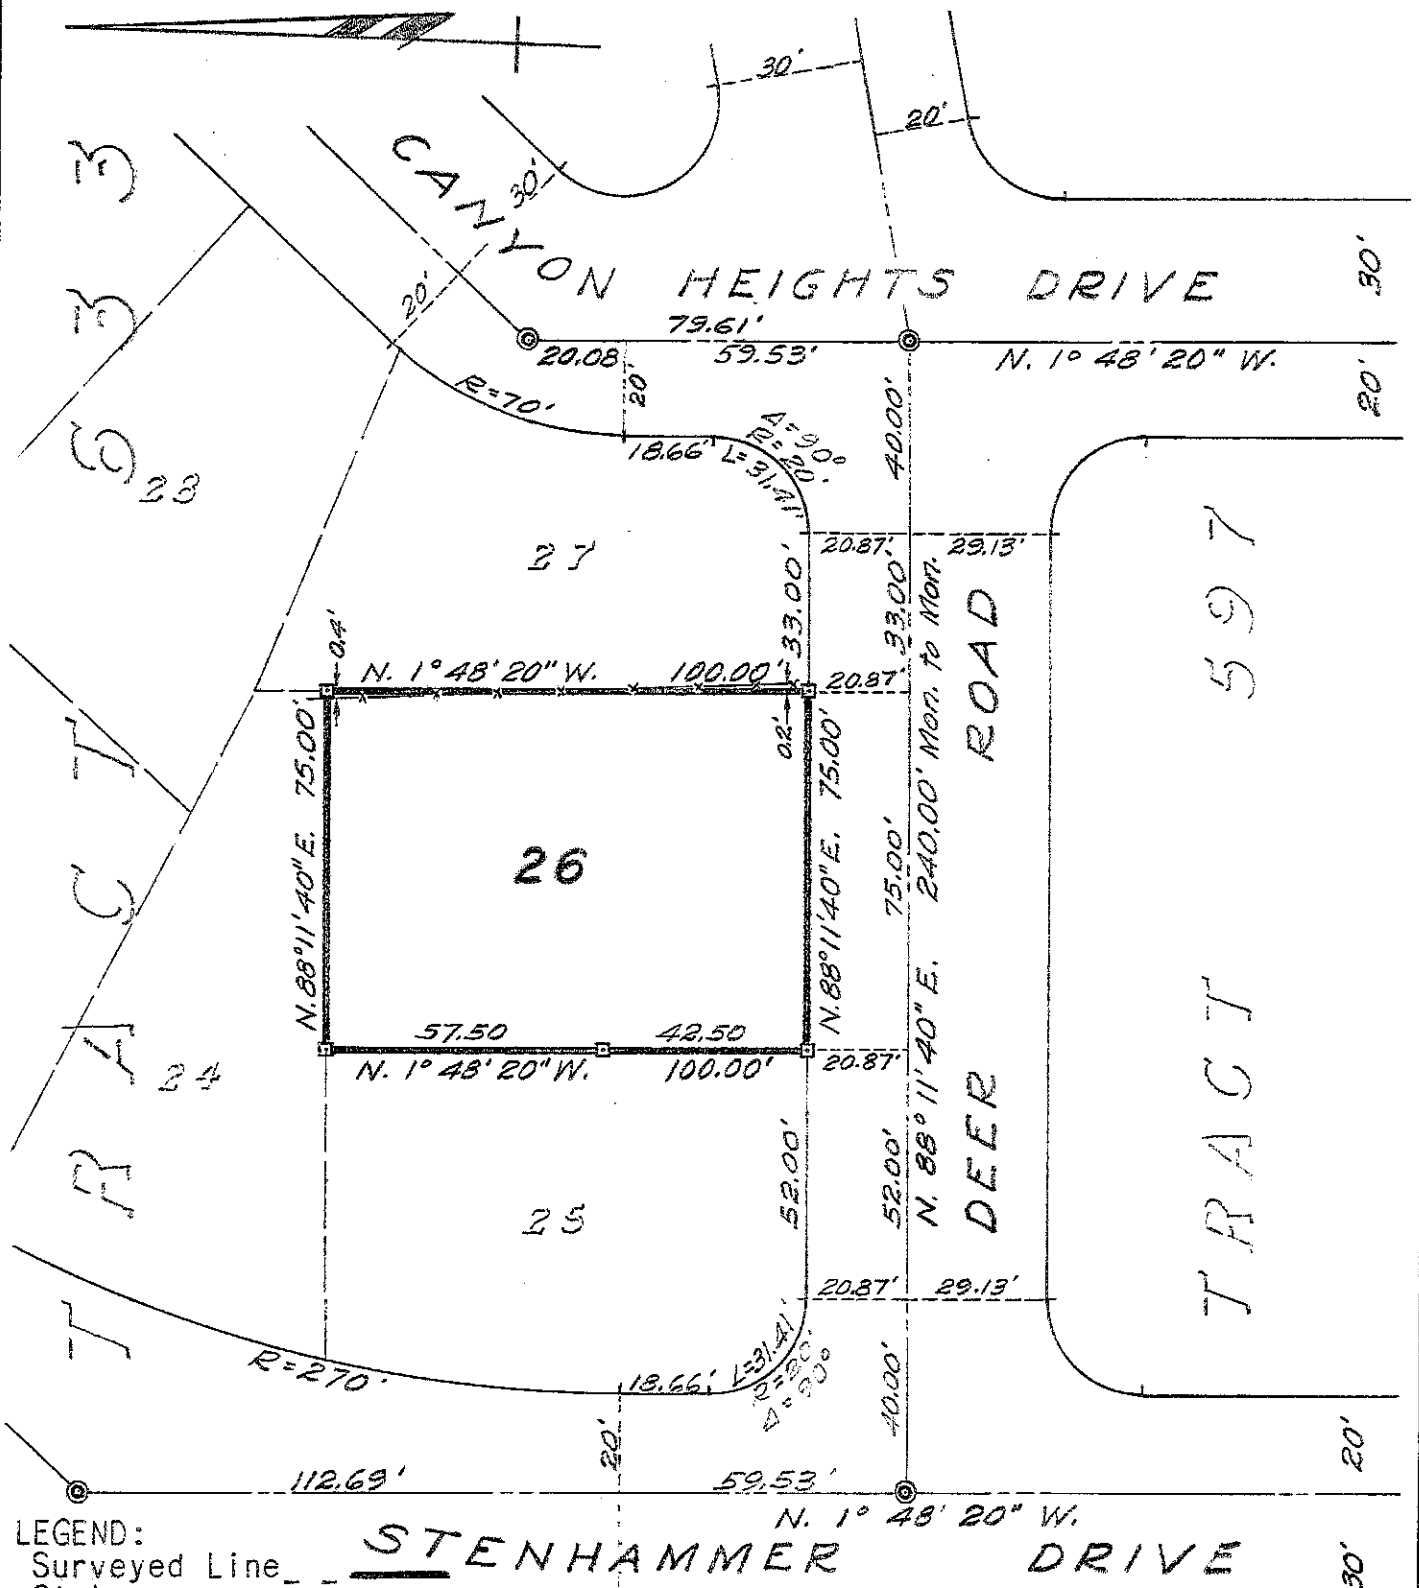 30'
20'
CANYON HEIGHTS DRIVE
30'
20'
79.61'
20.08
59.53'
N. 1° 48' 20" W.
30'
20'
R=70'
20'
18.66'
Δ=90°
R=20'
L=31.41'
40.00'
23
27
20.87'
29.13'
33.00'
33.00'
0.4'
N. 1° 48' 20" W.
100.00'
20.87'
0.2'
N. 88° 11' 40" E. 75.00'
26
N. 88° 11' 40" E. 75.00'
75.00'
N. 88° 11' 40" E. 240.00' Mon. to Mon.
DEER ROAD
57.50
42.50
N. 1° 48' 20" W.
100.00'
20.87'
24
25
52.00'
52.00'
20.87'
29.13'
R=270'
18.66'
L=31.41'
Δ=90°
40.00'
20'
TRACT
TRACT 597
112.69'
59.53'
N. 1° 48' 20" W.
20'
30'
STENHAMMER DRIVE
LEGEND:
Surveyed Line